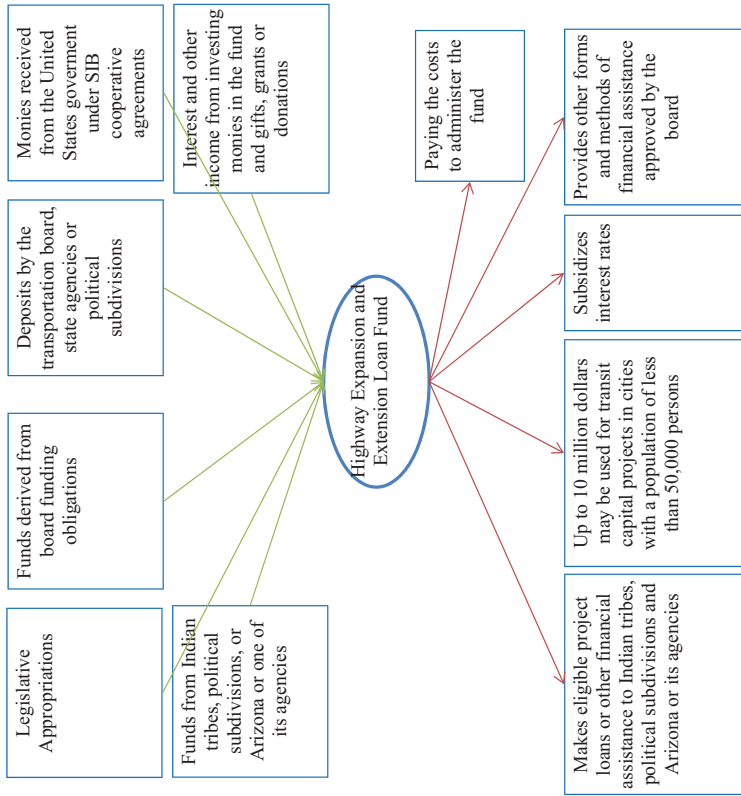 Legislative
Appropriations
Funds derived from
board funding
obligations
Deposits by the
transportation board,
state agencies or
political
subdivisions
Monies received
from the United
States goverment
under SIB
cooperative
agreements
Funds from Indian
tribes, political
subdivisions, or
Arizona or one of
its agencies
Interest and other
income from investing
monies in the fund
and gifts, grants or
donations
Highway Expansion and
Extension Loan Fund
Paying the costs
to administer the
fund
Makes eligible project
loans or other financial
assistance to Indian tribes,
political subdivisions and
Arizona or its agencies
Up to 10 million dollars
may be used for transit
capital projects in cities
with a population of less
than 50,000 persons
Subsidizes
interest rates
Provides other forms
and methods of
financial assistance
approved by the
board